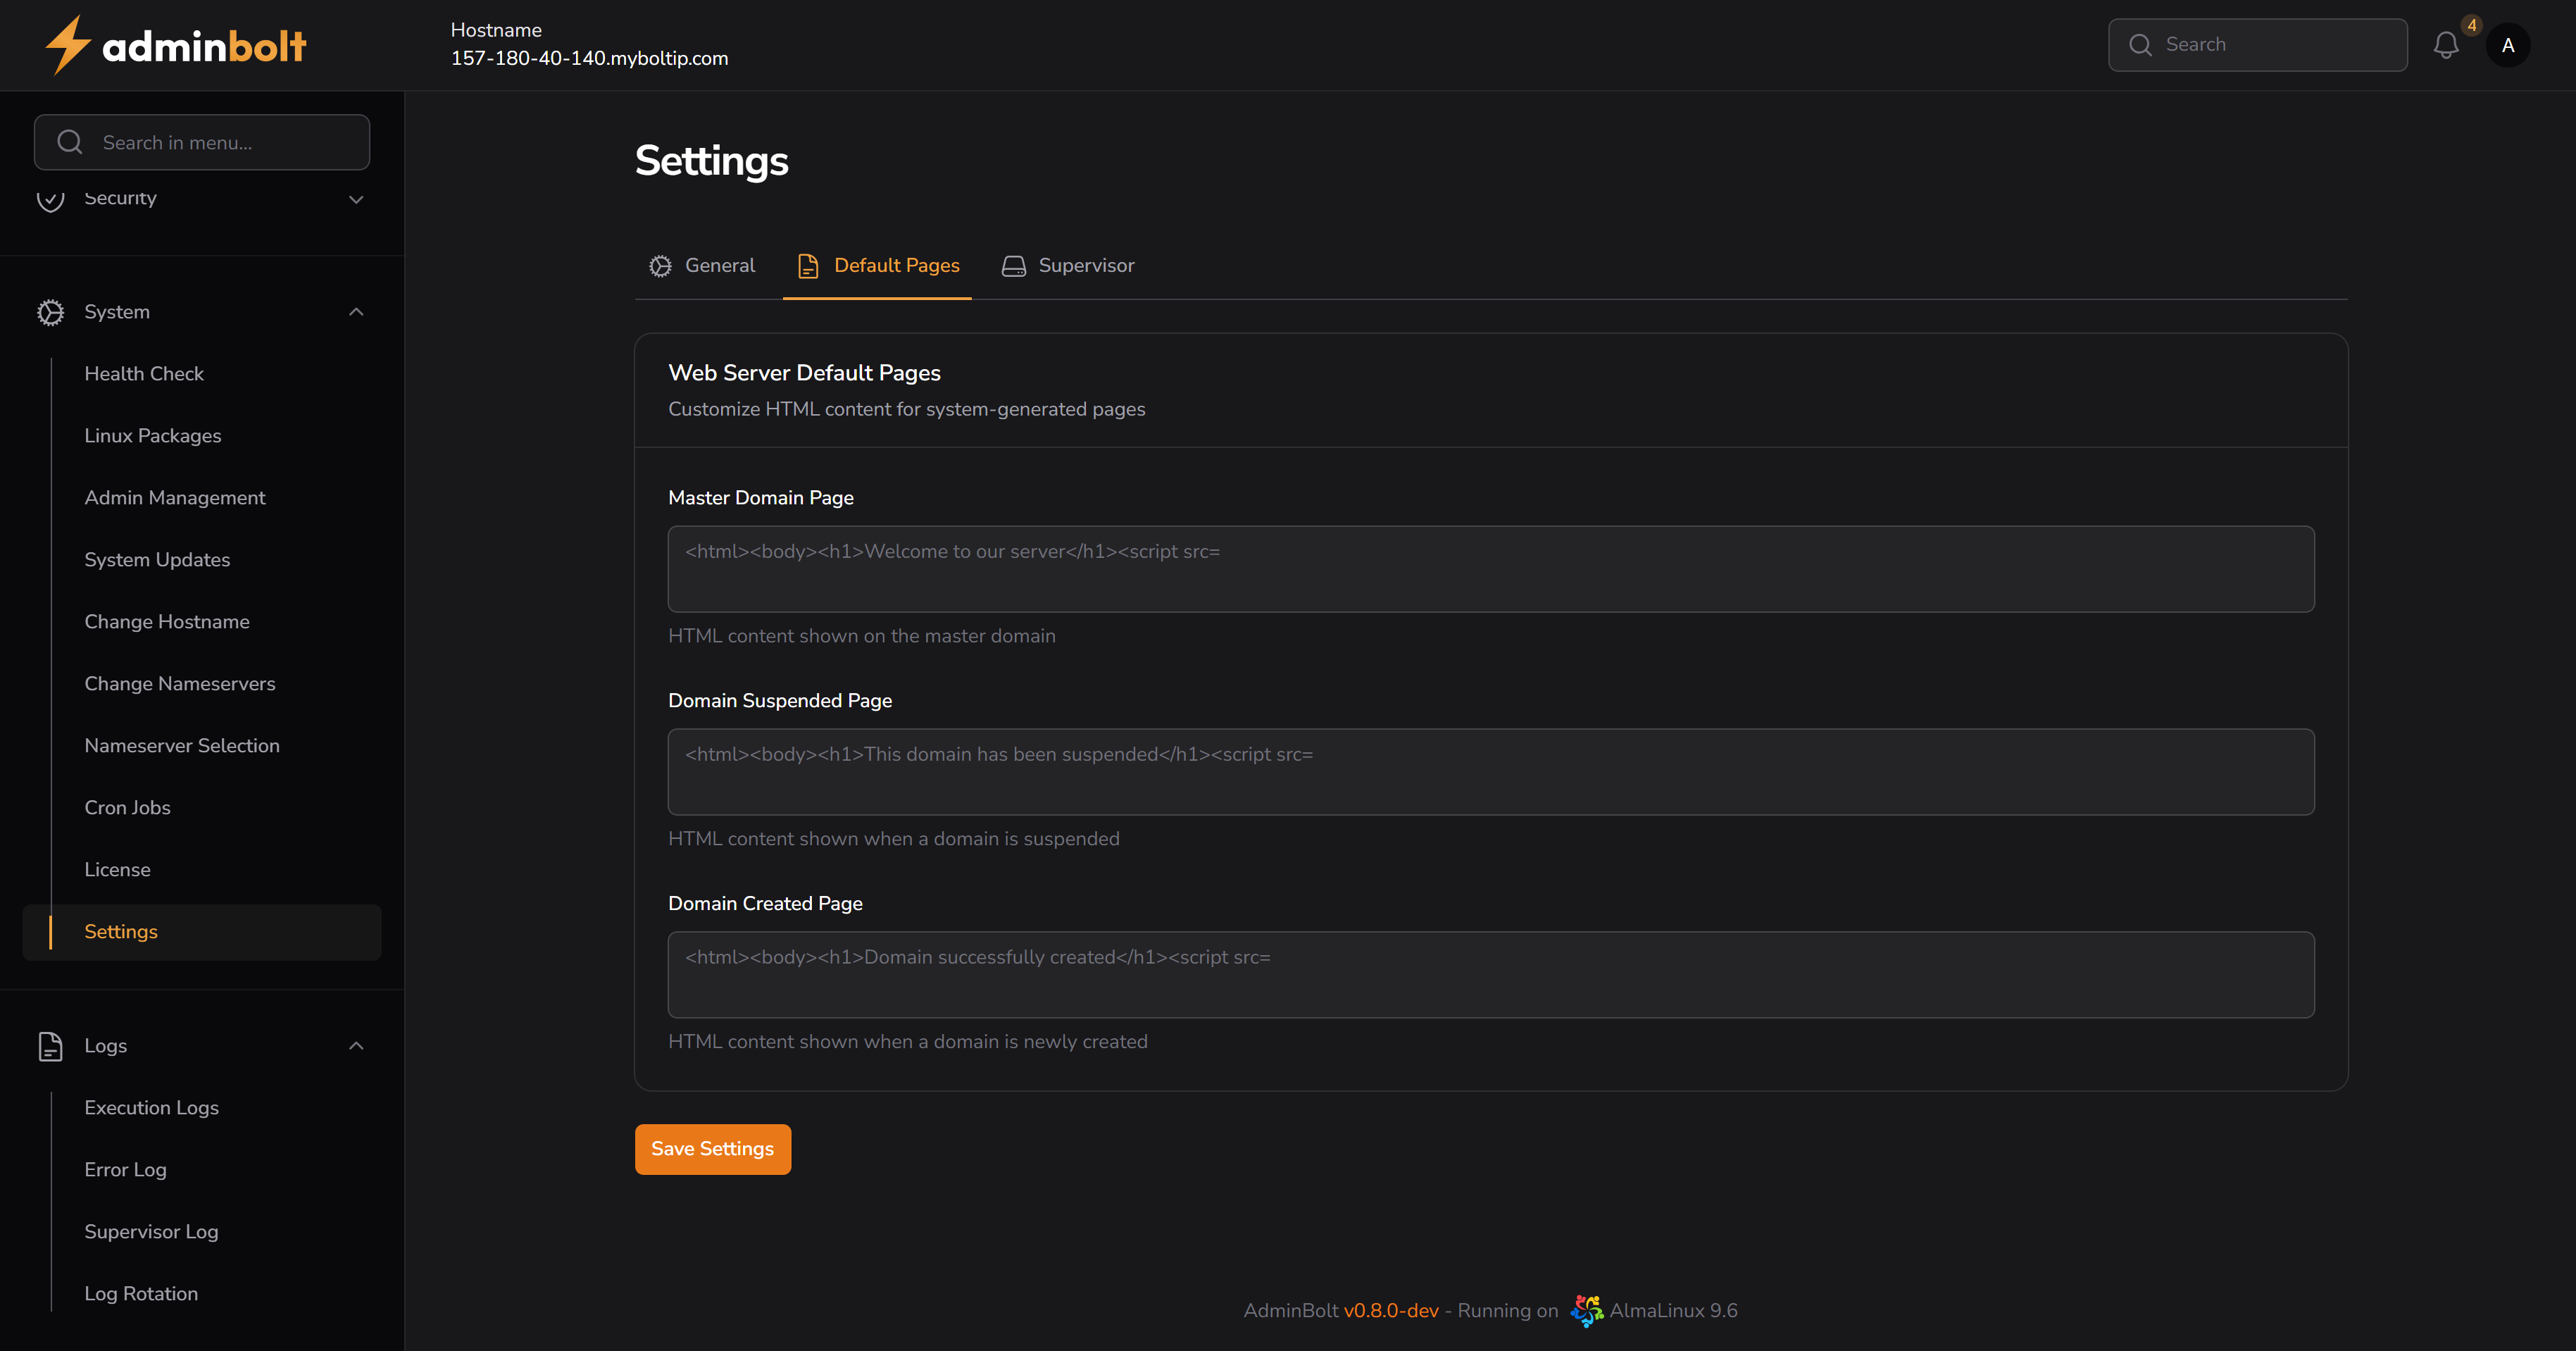 adminbolt
Hostname
157-180-40-140.myboltip.com
Search
4
A
Search in menu...
Security
System
Health Check
Linux Packages
Admin Management
System Updates
Change Hostname
Change Nameservers
Nameserver Selection
Cron Jobs
License
Settings
Logs
Execution Logs
Error Log
Supervisor Log
Log Rotation
Settings
General
Default Pages
Supervisor
Web Server Default Pages
Customize HTML content for system-generated pages
Master Domain Page
<html><body><h1>Welcome to our server</h1><script src=
HTML content shown on the master domain
Domain Suspended Page
<html><body><h1>This domain has been suspended</h1><script src=
HTML content shown when a domain is suspended
Domain Created Page
<html><body><h1>Domain successfully created</h1><script src=
HTML content shown when a domain is newly created
Save Settings
AdminBolt v0.8.0-dev - Running on AlmaLinux 9.6